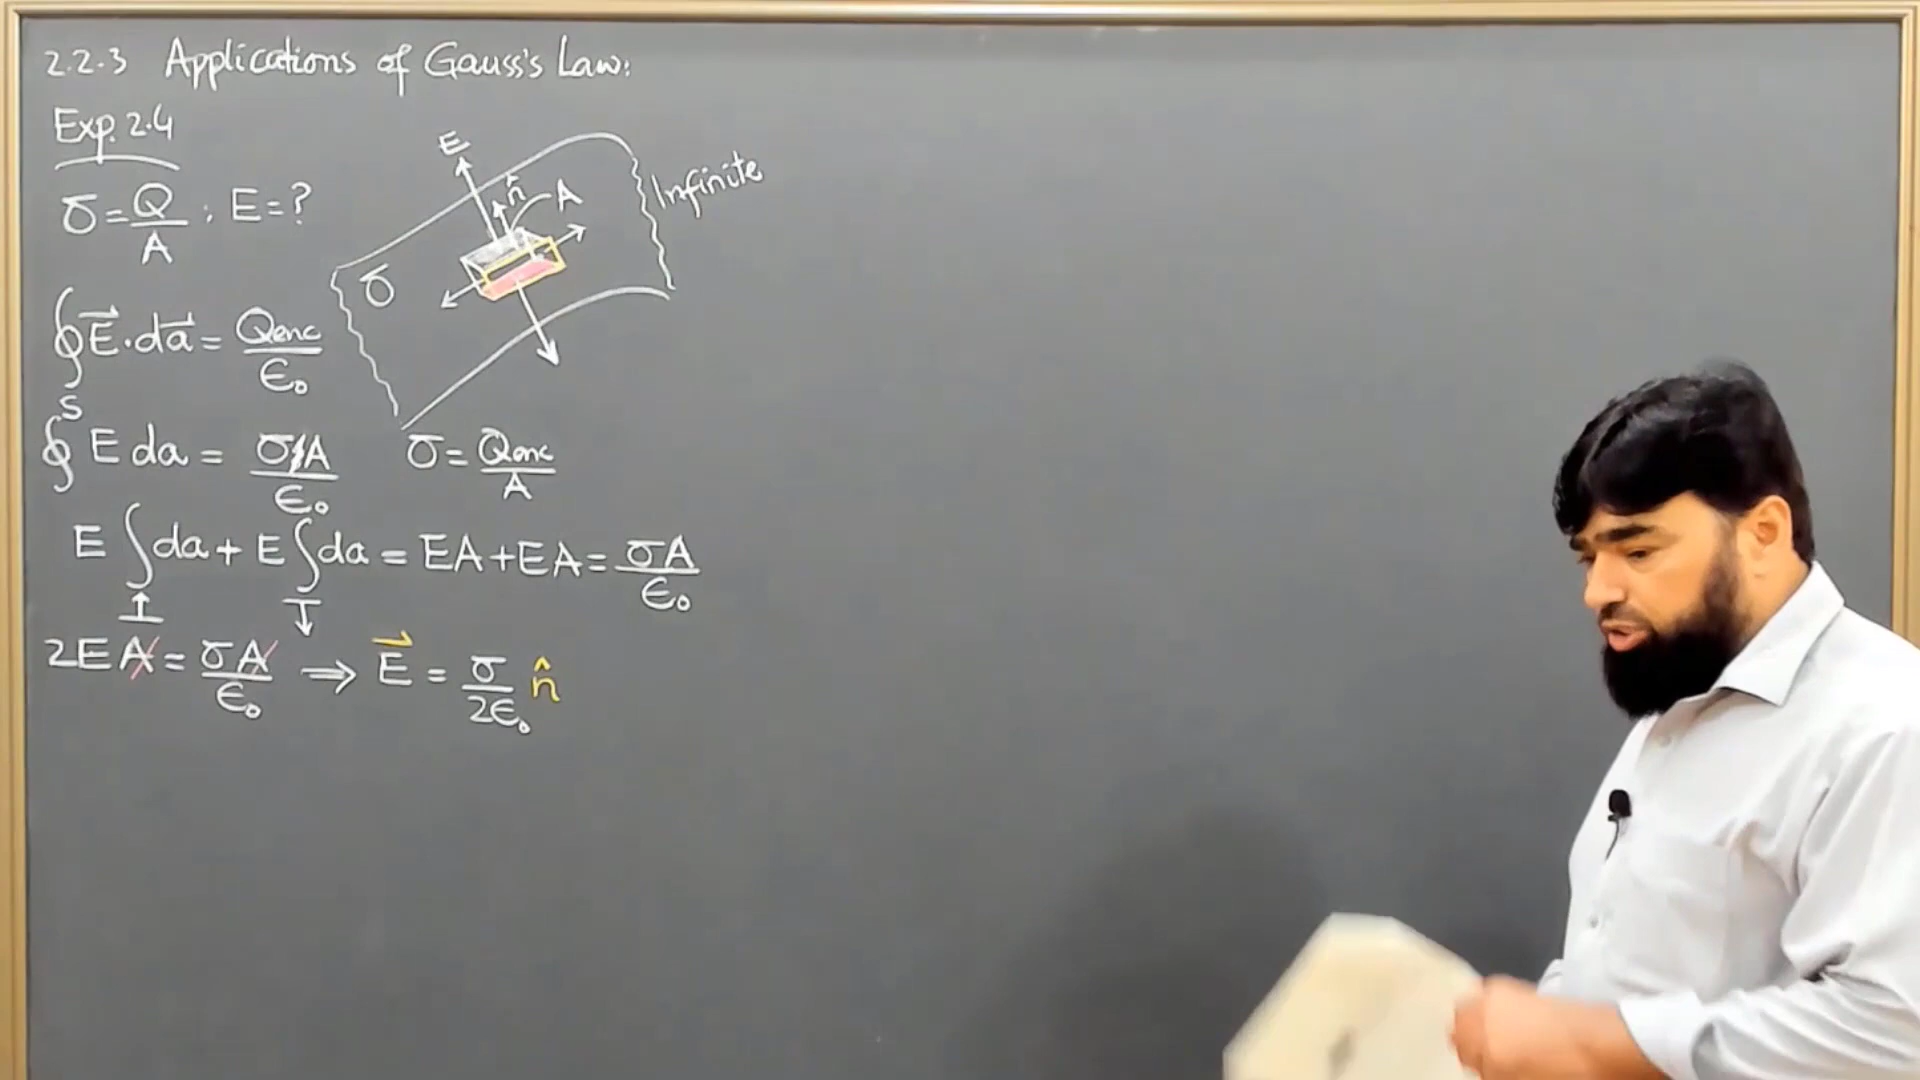 2.2.3 Applications of Gauss's Law:
Exp. 2.4
σ = Q/A ; E = ?
E
n̂
A
Infinite
σ
∮_S E⃗ · da⃗ = Qenc/ϵ₀
∮ E da = σA/ϵ₀    σ = Qenc/A
E ∫ da + E ∫ da = EA + EA = σA/ϵ₀
2EA = σA/ϵ₀ ⇒ E⃗ = σ/2ϵ₀ n̂